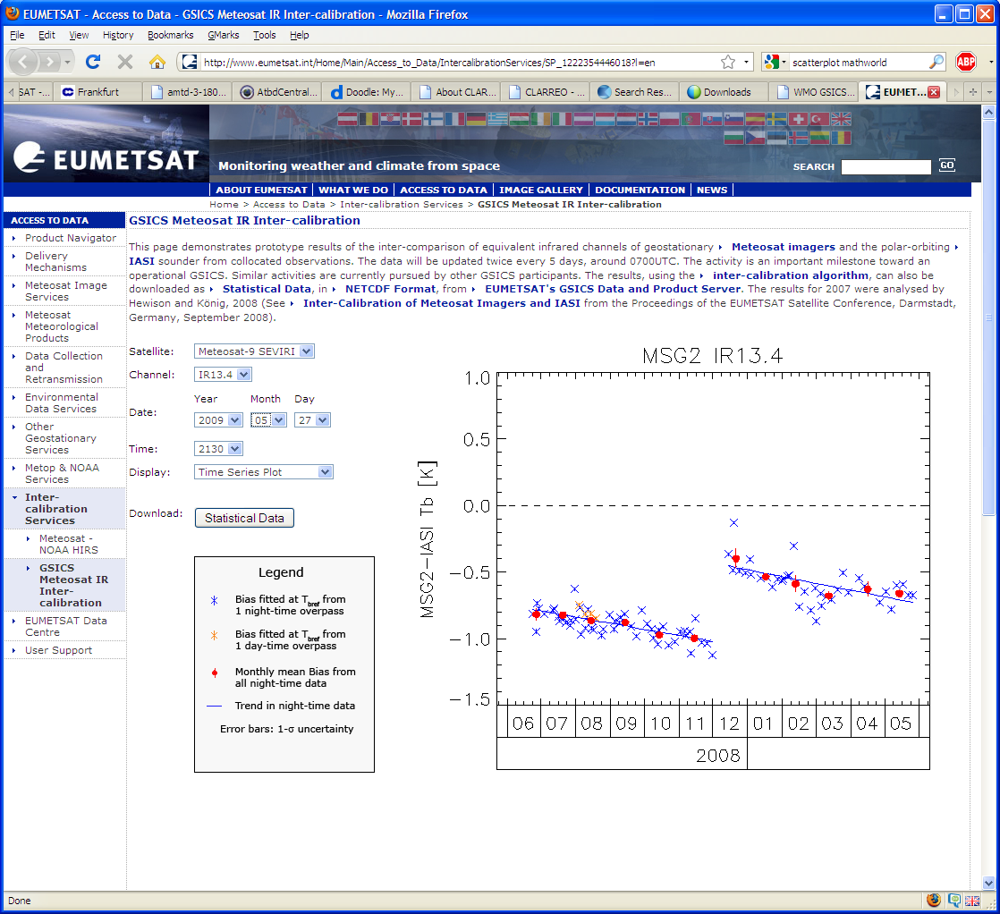 EUMETSAT - Access to Data - GSICS Meteosat IR Inter-calibration - Mozilla Firefox
File Edit View History Bookmarks GMarks Tools Help
http://www.eumetsat.int/Home/Main/Access_to_Data/IntercalibrationServices/SP_1222354446018?l=en
scatterplot mathworld
ABP
SAT -...
Frankfurt
amtd-3-180...
AtbdCentral...
Doodle: My...
About CLAR...
CLARREO - ...
Search Res...
Downloads
WMO GSICS...
EUMET...
EUMETSAT
Monitoring weather and climate from space
SEARCH
GO
ABOUT EUMETSAT | WHAT WE DO | ACCESS TO DATA | IMAGE GALLERY | DOCUMENTATION | NEWS
Home > Access to Data > Inter-calibration Services > GSICS Meteosat IR Inter-calibration
ACCESS TO DATA
Product Navigator
Delivery
Mechanisms
Meteosat Image
Services
Meteosat
Meteorological
Products
Data Collection
and
Retransmission
Environmental
Data Services
Other
Geostationary
Services
Metop & NOAA
Services
Inter-
calibration
Services
Meteosat -
NOAA HIRS
GSICS
Meteosat IR
Inter-
calibration
EUMETSAT Data
Centre
User Support
GSICS Meteosat IR Inter-calibration
This page demonstrates prototype results of the inter-comparison of equivalent infrared channels of geostationary Meteosat imagers and the polar-orbiting
IASI sounder from collocated observations. The data will be updated twice every 5 days, around 0700UTC. The activity is an important milestone toward an
operational GSICS. Similar activities are currently pursued by other GSICS participants. The results, using the inter-calibration algorithm, can also be
downloaded as Statistical Data, in NETCDF Format, from EUMETSAT's GSICS Data and Product Server. The results for 2007 were analysed by
Hewison and König, 2008 (See Inter-Calibration of Meteosat Imagers and IASI from the Proceedings of the EUMETSAT Satellite Conference, Darmstadt,
Germany, September 2008).
Satellite: Meteosat-9 SEVIRI
Channel: IR13.4
Year Month Day
Date: 2009 05 27
Time: 2130
Display: Time Series Plot
Download: Statistical Data
Legend
Bias fitted at Tbref from
1 night-time overpass
Bias fitted at Tbref from
1 day-time overpass
Monthly mean Bias from
all night-time data
Trend in night-time data
Error bars: 1-σ uncertainty
MSG2 IR13.4
MSG2-IASI Tb [K]
1.0
0.5
0.0
-0.5
-1.0
-1.5
06 07 08 09 10 11 12 01 02 03 04 05
2008
Done